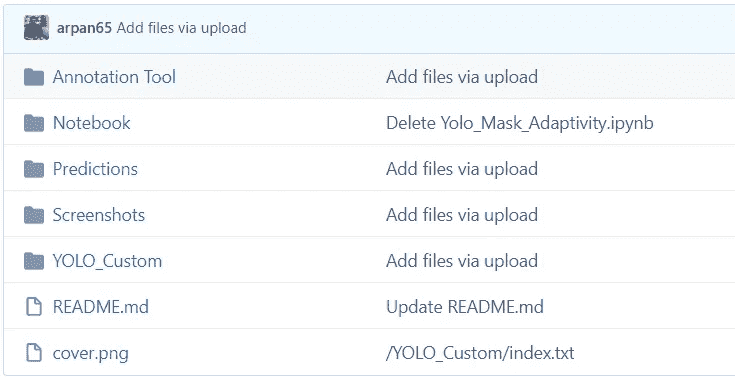 arpan65 Add files via upload
Annotation Tool Add files via upload
Notebook Delete Yolo_Mask_Adaptivity.ipynb
Predictions Add files via upload
Screenshots Add files via upload
YOLO_Custom Add files via upload
README.md Update README.md
cover.png /YOLO_Custom/index.txt